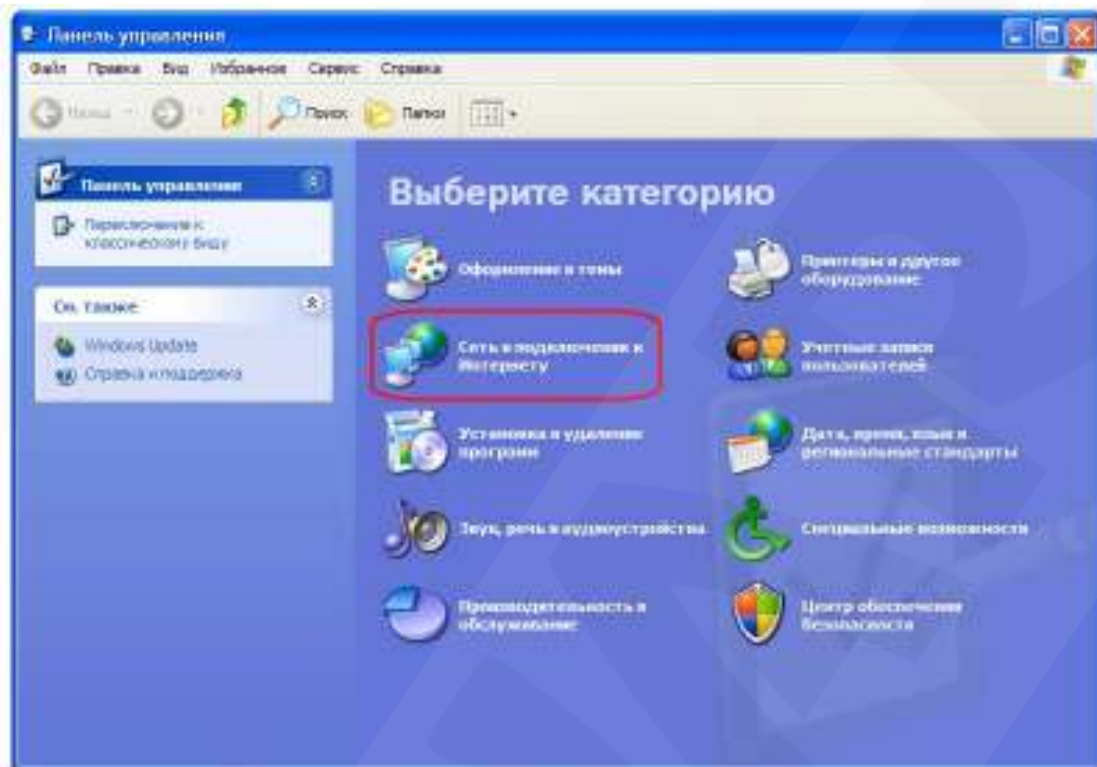 Панель управления
Файл Правка Вид Избранное Сервис Справка
Назад Поиск Папки
Панель управления
Переключение к
классическому виду
См. также
Windows Update
Справка и поддержка
Выберите категорию
Оформление и темы
Принтеры и другое
оборудование
Сеть и подключения к
Интернету
Учетные записи
пользователей
Установка и удаление
программ
Дата, время, язык и
региональные стандарты
Звук, речь и аудиоустройства
Специальные возможности
Производительность и
обслуживание
Центр обеспечения
безопасности